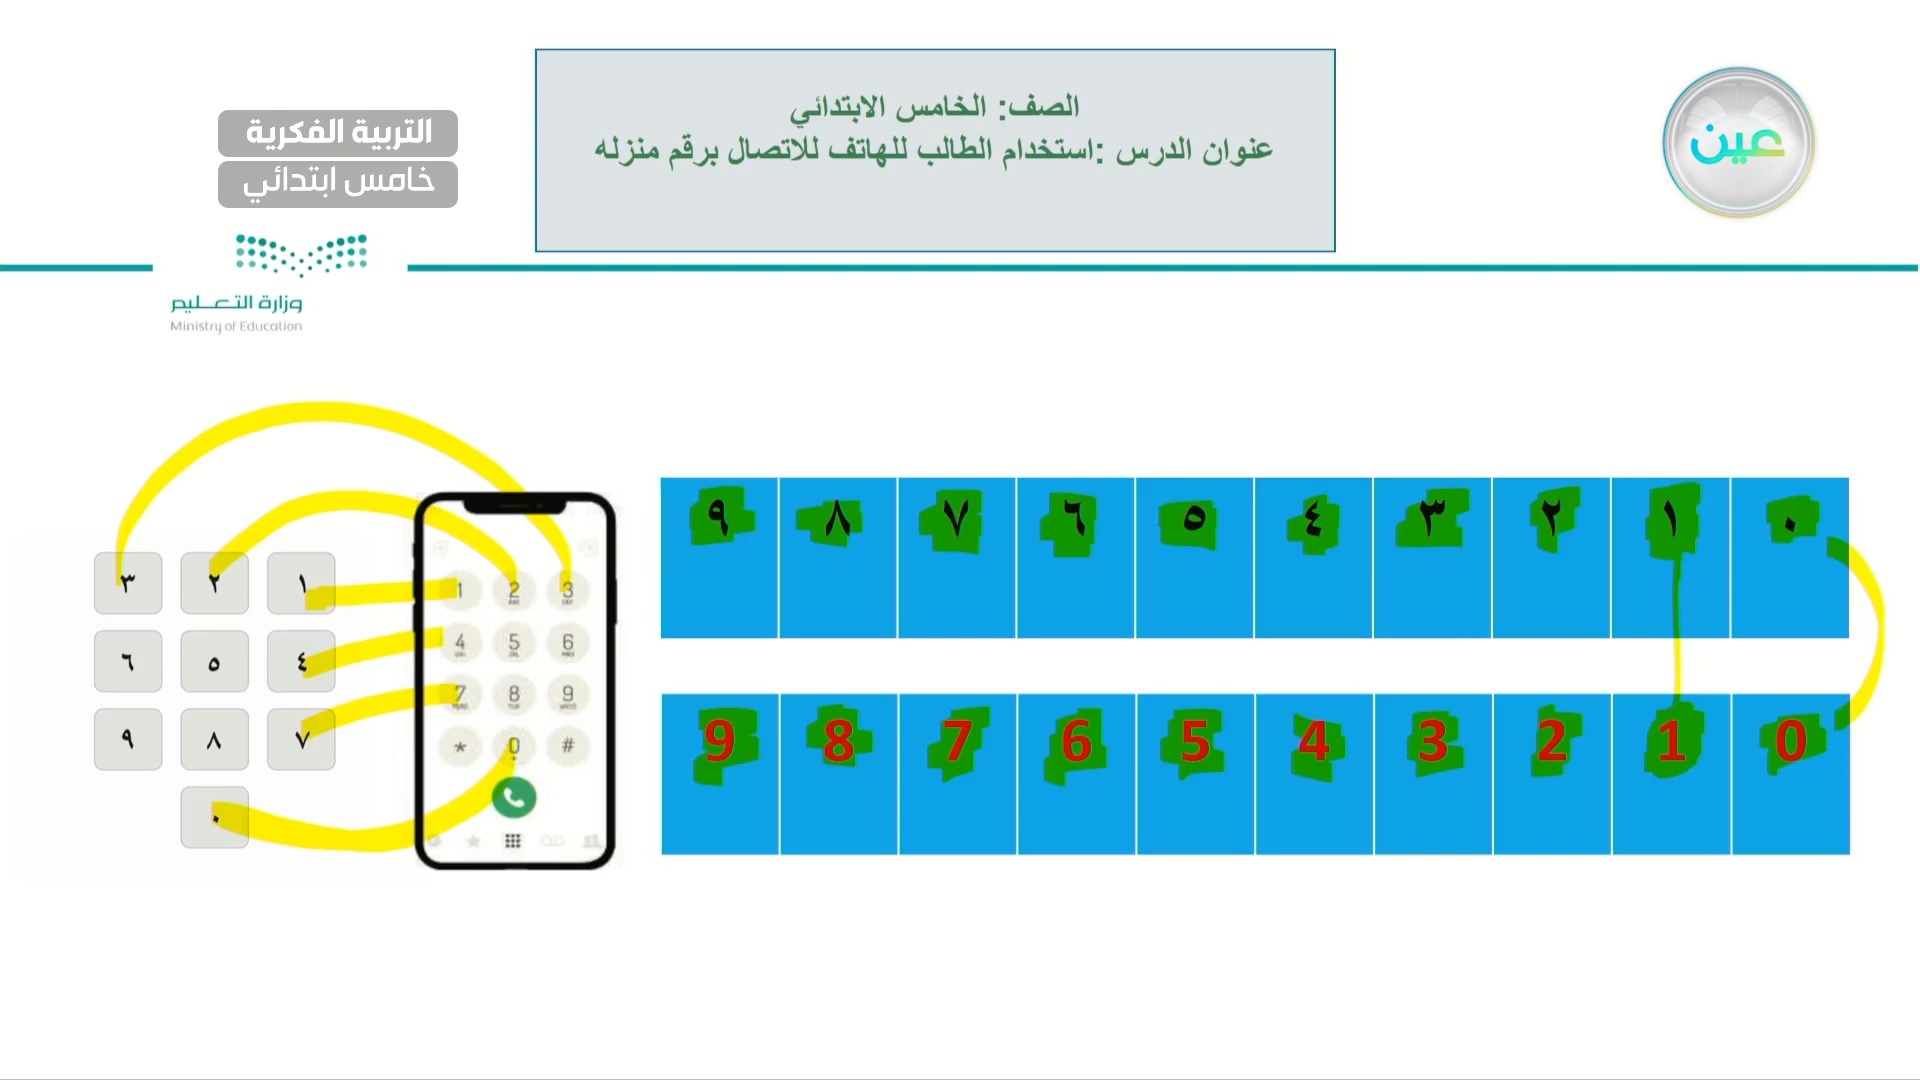 الصف: الخامس الابتدائي
عنوان الدرس :استخدام الطالب للهاتف للاتصال برقم منزله
عين
التربية الفكرية
خامس ابتدائي
وزارة التعليم
Ministry of Education
٠ ١ ٢ ٣ ٤ ٥ ٦ ٧ ٨ ٩
0 1 2 3 4 5 6 7 8 9
1 2 3
4 5 6
7 8 9
* 0 #
١ ٢ ٣
٤ ٥ ٦
٧ ٨ ٩
٠